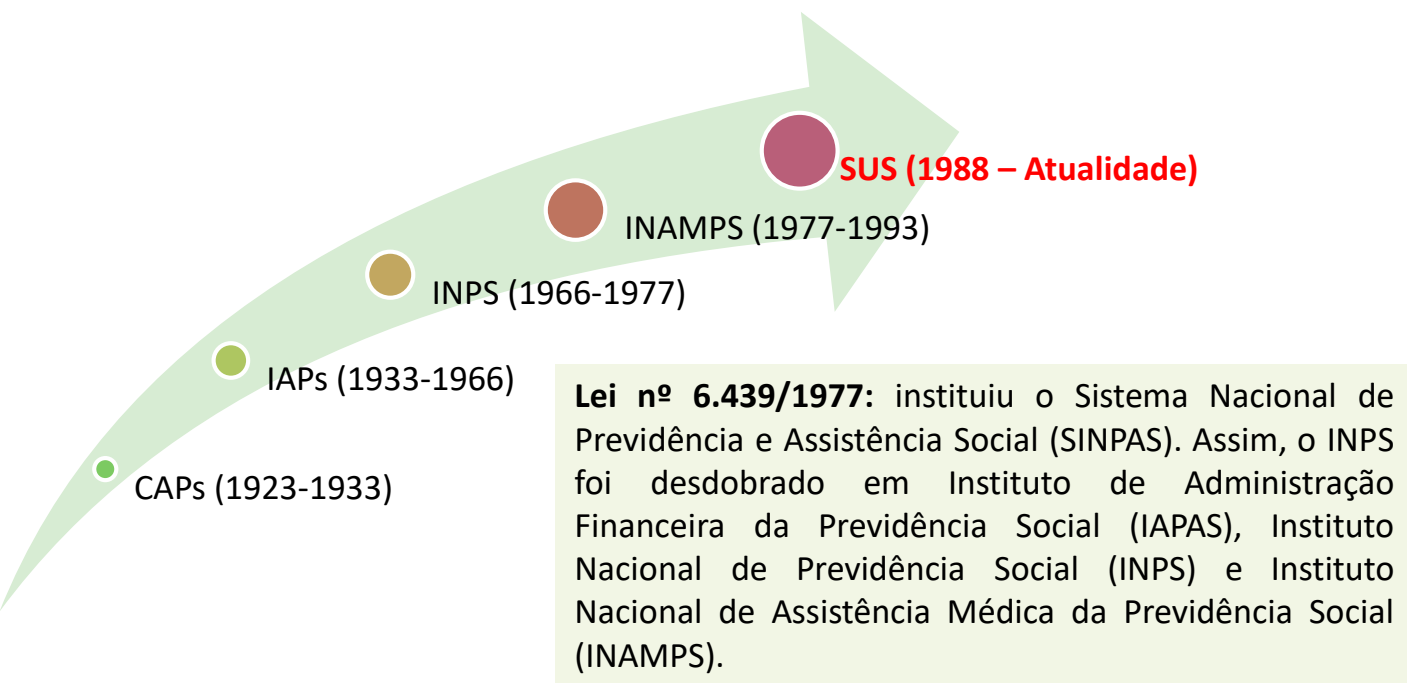 SUS (1988 – Atualidade)
INAMPS (1977-1993)
INPS (1966-1977)
IAPs (1933-1966)
CAPs (1923-1933)
Lei nº 6.439/1977: instituiu o Sistema Nacional de
Previdência e Assistência Social (SINPAS). Assim, o INPS
foi desdobrado em Instituto de Administração
Financeira da Previdência Social (IAPAS), Instituto
Nacional de Previdência Social (INPS) e Instituto
Nacional de Assistência Médica da Previdência Social
(INAMPS).